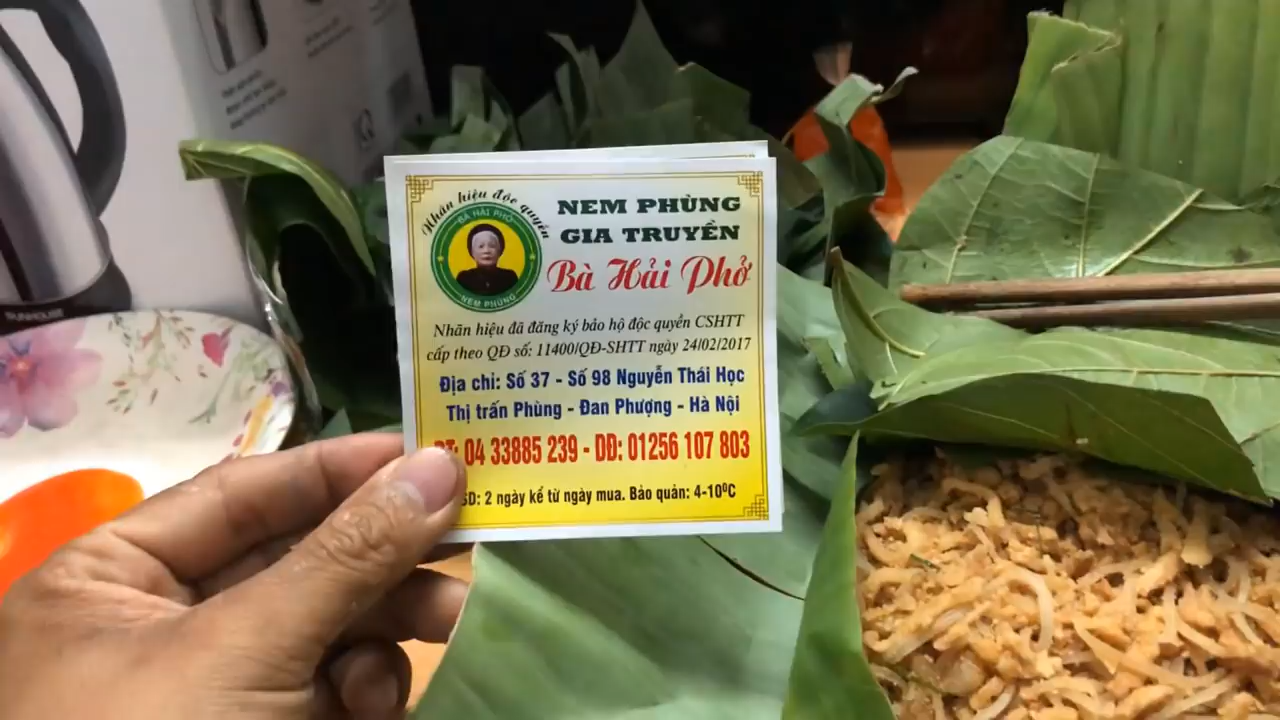 Nhãn hiệu độc quyền
BÀ HẢI PHỞ
NEM PHÙNG
NEM PHÙNG
GIA TRUYỀN
Bà Hải Phở
Nhãn hiệu đã đăng ký bảo hộ độc quyền CSHTT
cấp theo QĐ số: 11400/QĐ-SHTT ngày 24/02/2017
Địa chỉ: Số 37 - Số 98 Nguyễn Thái Học
Thị trấn Phùng - Đan Phượng - Hà Nội
ĐT: 04 33885 239 - DĐ: 01256 107 803
SD: 2 ngày kể từ ngày mua. Bảo quản: 4-10⁰C
SUNHOUSE